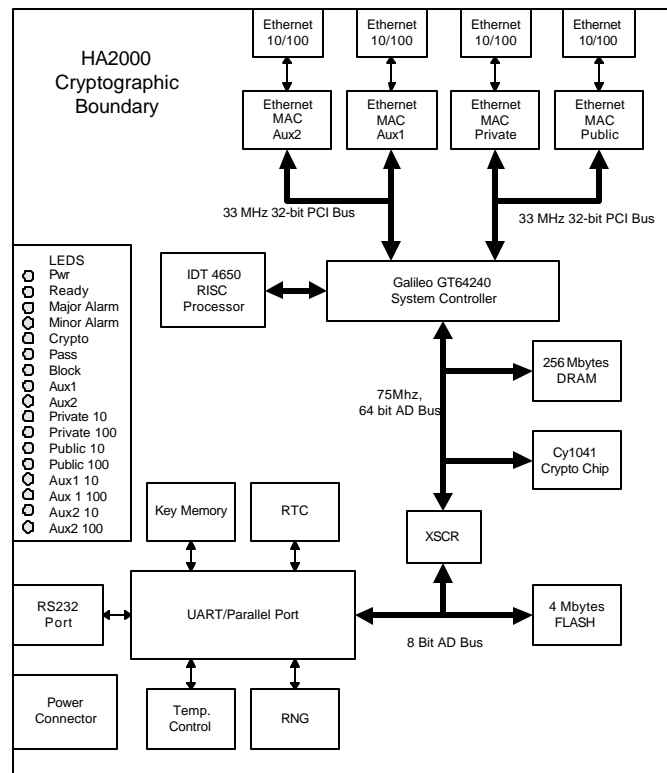 Ethernet
10/100
Ethernet
10/100
Ethernet
10/100
Ethernet
10/100
HA2000
Cryptographic
Boundary
Ethernet
MAC
Aux2
Ethernet
MAC
Aux1
Ethernet
MAC
Private
Ethernet
MAC
Public
33 MHz 32-bit PCI Bus
33 MHz 32-bit PCI Bus
LEDS
Pwr
Ready
Major Alarm
Minor Alarm
Crypto
Pass
Block
Aux1
Aux2
Private 10
Private 100
Public 10
Public 100
Aux1 10
Aux 1 100
Aux2 10
Aux2 100
IDT 4650
RISC
Processor
Galileo GT64240
System Controller
75Mhz,
64 bit AD Bus
256 Mbytes
DRAM
Cy1041
Crypto Chip
Key Memory
RTC
XSCR
RS232
Port
UART/Parallel Port
8 Bit AD Bus
4 Mbytes
FLASH
Power
Connector
Temp.
Control
RNG